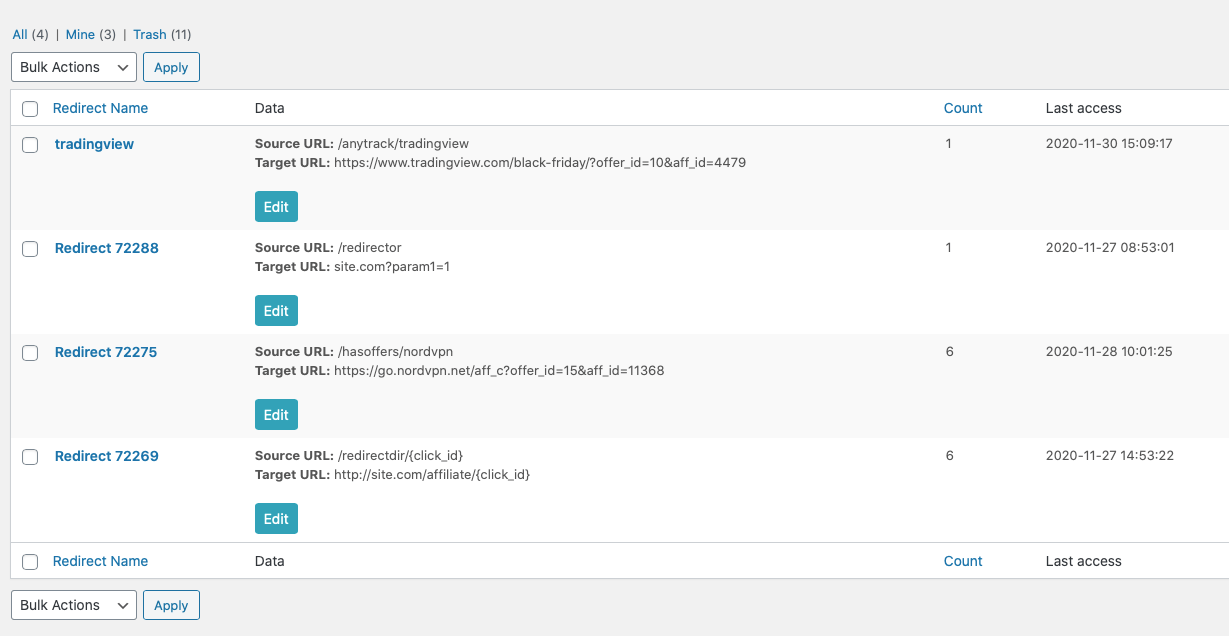 All (4) | Mine (3) | Trash (11)
Bulk Actions Apply
Redirect Name Data Count Last access
tradingview Source URL: /anytrack/tradingview 1 2020-11-30 15:09:17
Target URL: https://www.tradingview.com/black-friday/?offer_id=10&aff_id=4479
Edit
Redirect 72288 Source URL: /redirector 1 2020-11-27 08:53:01
Target URL: site.com?param1=1
Edit
Redirect 72275 Source URL: /hasoffers/nordvpn 6 2020-11-28 10:01:25
Target URL: https://go.nordvpn.net/aff_c?offer_id=15&aff_id=11368
Edit
Redirect 72269 Source URL: /redirectdir/{click_id} 6 2020-11-27 14:53:22
Target URL: http://site.com/affiliate/{click_id}
Edit
Redirect Name Data Count Last access
Bulk Actions Apply